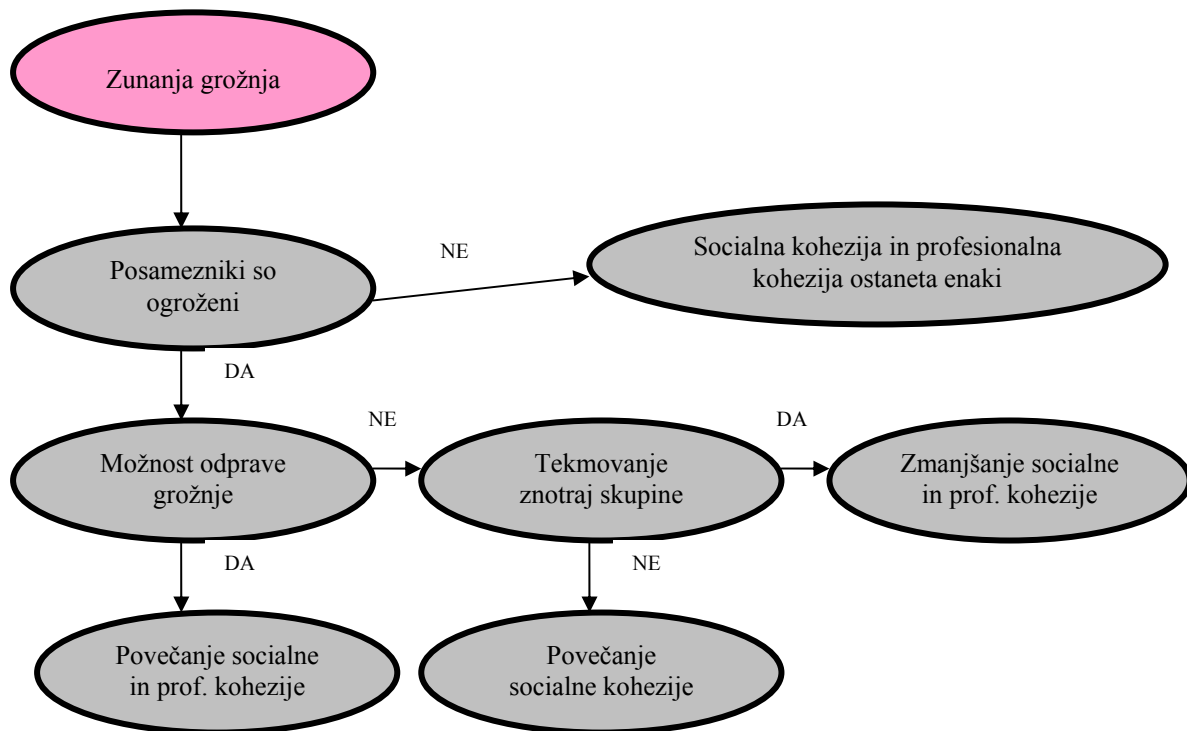 Zunanja grožnja
Posamezniki so
ogroženi
NE
Socialna kohezija in profesionalna
kohezija ostaneta enaki
DA
Možnost odprave
grožnje
NE
Tekmovanje
znotraj skupine
DA
Zmanjšanje socialne
in prof. kohezije
DA
NE
Povečanje socialne
in prof. kohezije
Povečanje
socialne kohezije